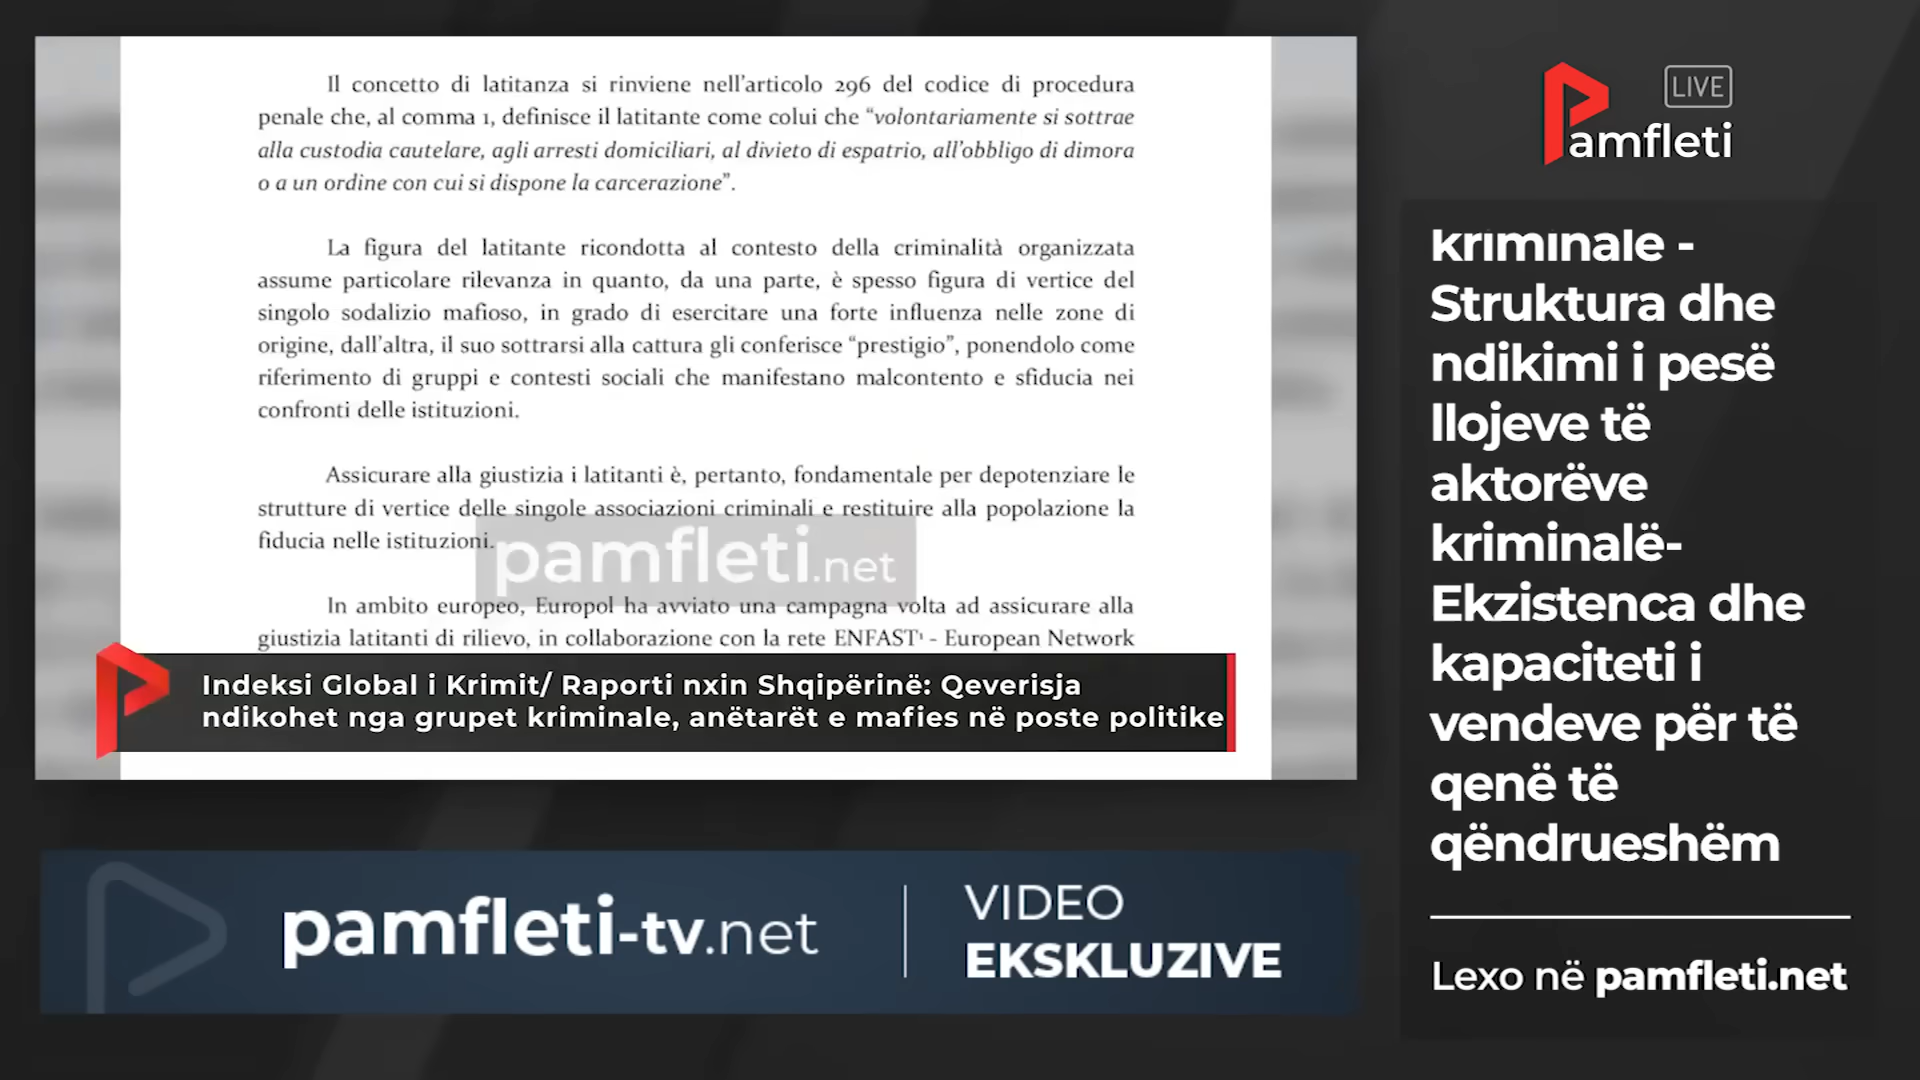 Il concetto di latitanza si rinviene nell'articolo 296 del codice di procedura
penale che, al comma 1, definisce il latitante come colui che “volontariamente si sottrae
alla custodia cautelare, agli arresti domiciliari, al divieto di espatrio, all'obbligo di dimora
o a un ordine con cui si dispone la carcerazione”.
La figura del latitante ricondotta al contesto della criminalità organizzata
assume particolare rilevanza in quanto, da una parte, è spesso figura di vertice del
singolo sodalizio mafioso, in grado di esercitare una forte influenza nelle zone di
origine, dall'altra, il suo sottrarsi alla cattura gli conferisce “prestigio”, ponendolo come
riferimento di gruppi e contesti sociali che manifestano malcontento e sfiducia nei
confronti delle istituzioni.
Assicurare alla giustizia i latitanti è, pertanto, fondamentale per depotenziare le
strutture di vertice delle singole associazioni criminali e restituire alla popolazione la
fiducia nelle istituzioni.
pamfleti.net
In ambito europeo, Europol ha avviato una campagna volta ad assicurare alla
giustizia latitanti di rilievo, in collaborazione con la rete ENFAST¹ - European Network
Indeksi Global i Krimit/ Raporti nxin Shqipërinë: Qeverisja
ndikohet nga grupet kriminale, anëtarët e mafies në poste politike
pamfleti-tv.net
VIDEO
EKSKLUZIVE
LIVE
Pamfleti
kriminale -
Struktura dhe
ndikimi i pesë
llojeve të
aktorëve
kriminalë-
Ekzistenca dhe
kapaciteti i
vendeve për të
qenë të
qëndrueshëm
Lexo në pamfleti.net